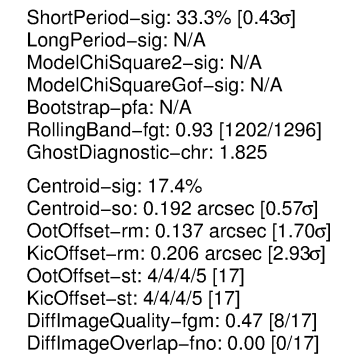 ShortPeriod−sig: 33.3% [0.43σ]
LongPeriod−sig: N/A
ModelChiSquare2−sig: N/A
ModelChiSquareGof−sig: N/A
Bootstrap−pfa: N/A
RollingBand−fgt: 0.93 [1202/1296]
GhostDiagnostic−chr: 1.825
Centroid−sig: 17.4%
Centroid−so: 0.192 arcsec [0.57σ]
OotOffset−rm: 0.137 arcsec [1.70σ]
KicOffset−rm: 0.206 arcsec [2.93σ]
OotOffset−st: 4/4/4/5 [17]
KicOffset−st: 4/4/4/5 [17]
DiffImageQuality−fgm: 0.47 [8/17]
DiffImageOverlap−fno: 0.00 [0/17]